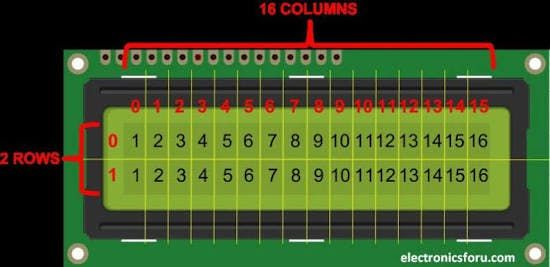 16 COLUMNS
0 1 2 3 4 5 6 7 8 9 10 11 12 13 14 15
2 ROWS
0 1 2 3 4 5 6 7 8 9 10 11 12 13 14 15 16
1 1 2 3 4 5 6 7 8 9 10 11 12 13 14 15 16
electronicsforu.com